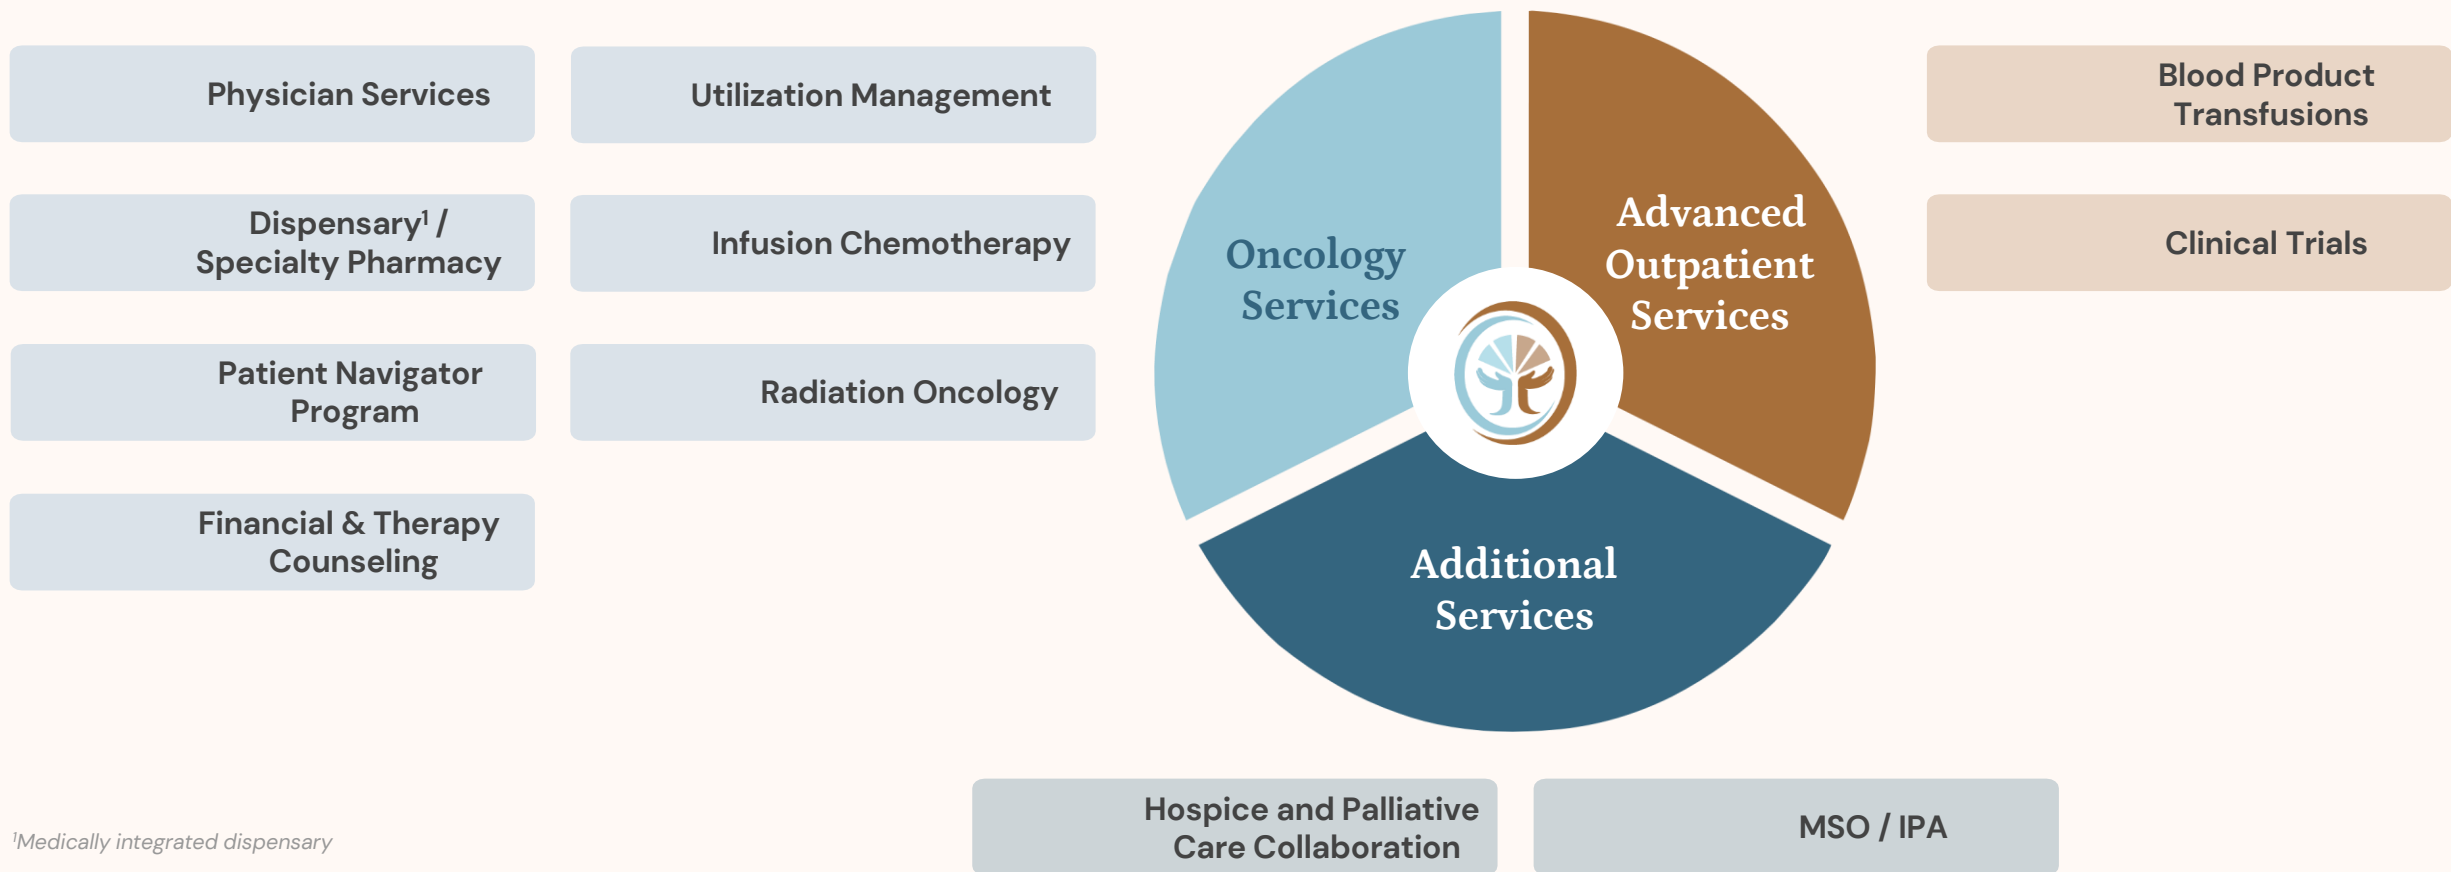 Physician Services
Utilization Management
Dispensary¹ /
Specialty Pharmacy
Infusion Chemotherapy
Patient Navigator
Program
Radiation Oncology
Financial & Therapy
Counseling
Oncology
Services
Advanced
Outpatient
Services
Additional
Services
Blood Product
Transfusions
Clinical Trials
Hospice and Palliative
Care Collaboration
MSO / IPA
¹Medically integrated dispensary